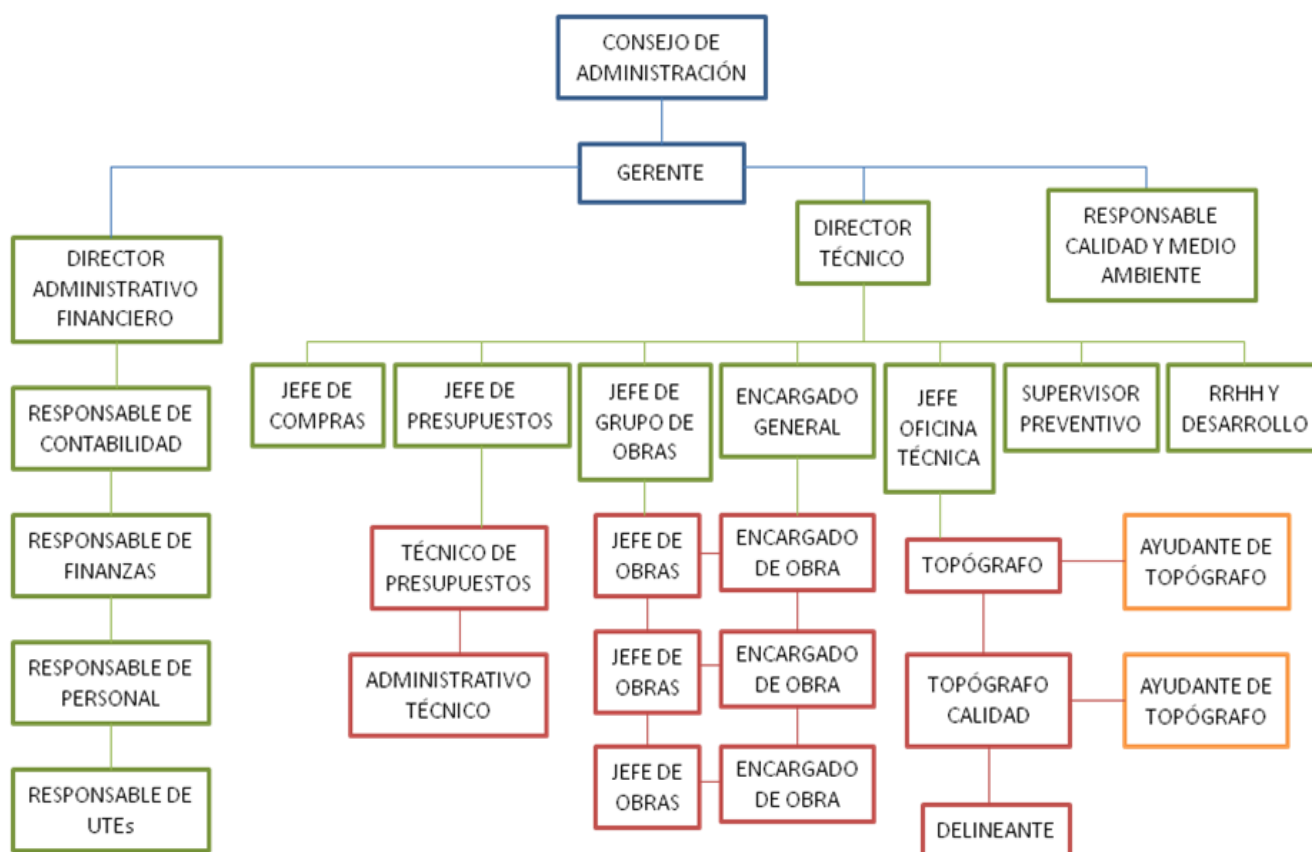 CONSEJO DE
ADMINISTRACIÓN
GERENTE
DIRECTOR
ADMINISTRATIVO
FINANCIERO
DIRECTOR
TÉCNICO
RESPONSABLE
CALIDAD Y MEDIO
AMBIENTE
RESPONSABLE DE
CONTABILIDAD
RESPONSABLE DE
FINANZAS
RESPONSABLE DE
PERSONAL
RESPONSABLE DE
UTEs
JEFE DE
COMPRAS
JEFE DE
PRESUPUESTOS
JEFE DE
GRUPO DE
OBRAS
ENCARGADO
GENERAL
JEFE
OFICINA
TÉCNICA
SUPERVISOR
PREVENTIVO
RRHH Y
DESARROLLO
TÉCNICO DE
PRESUPUESTOS
ADMINISTRATIVO
TÉCNICO
JEFE DE
OBRAS
ENCARGADO
DE OBRA
JEFE DE
OBRAS
ENCARGADO
DE OBRA
JEFE DE
OBRAS
ENCARGADO
DE OBRA
TOPÓGRAFO
AYUDANTE DE
TOPÓGRAFO
TOPÓGRAFO
CALIDAD
AYUDANTE DE
TOPÓGRAFO
DELINEANTE